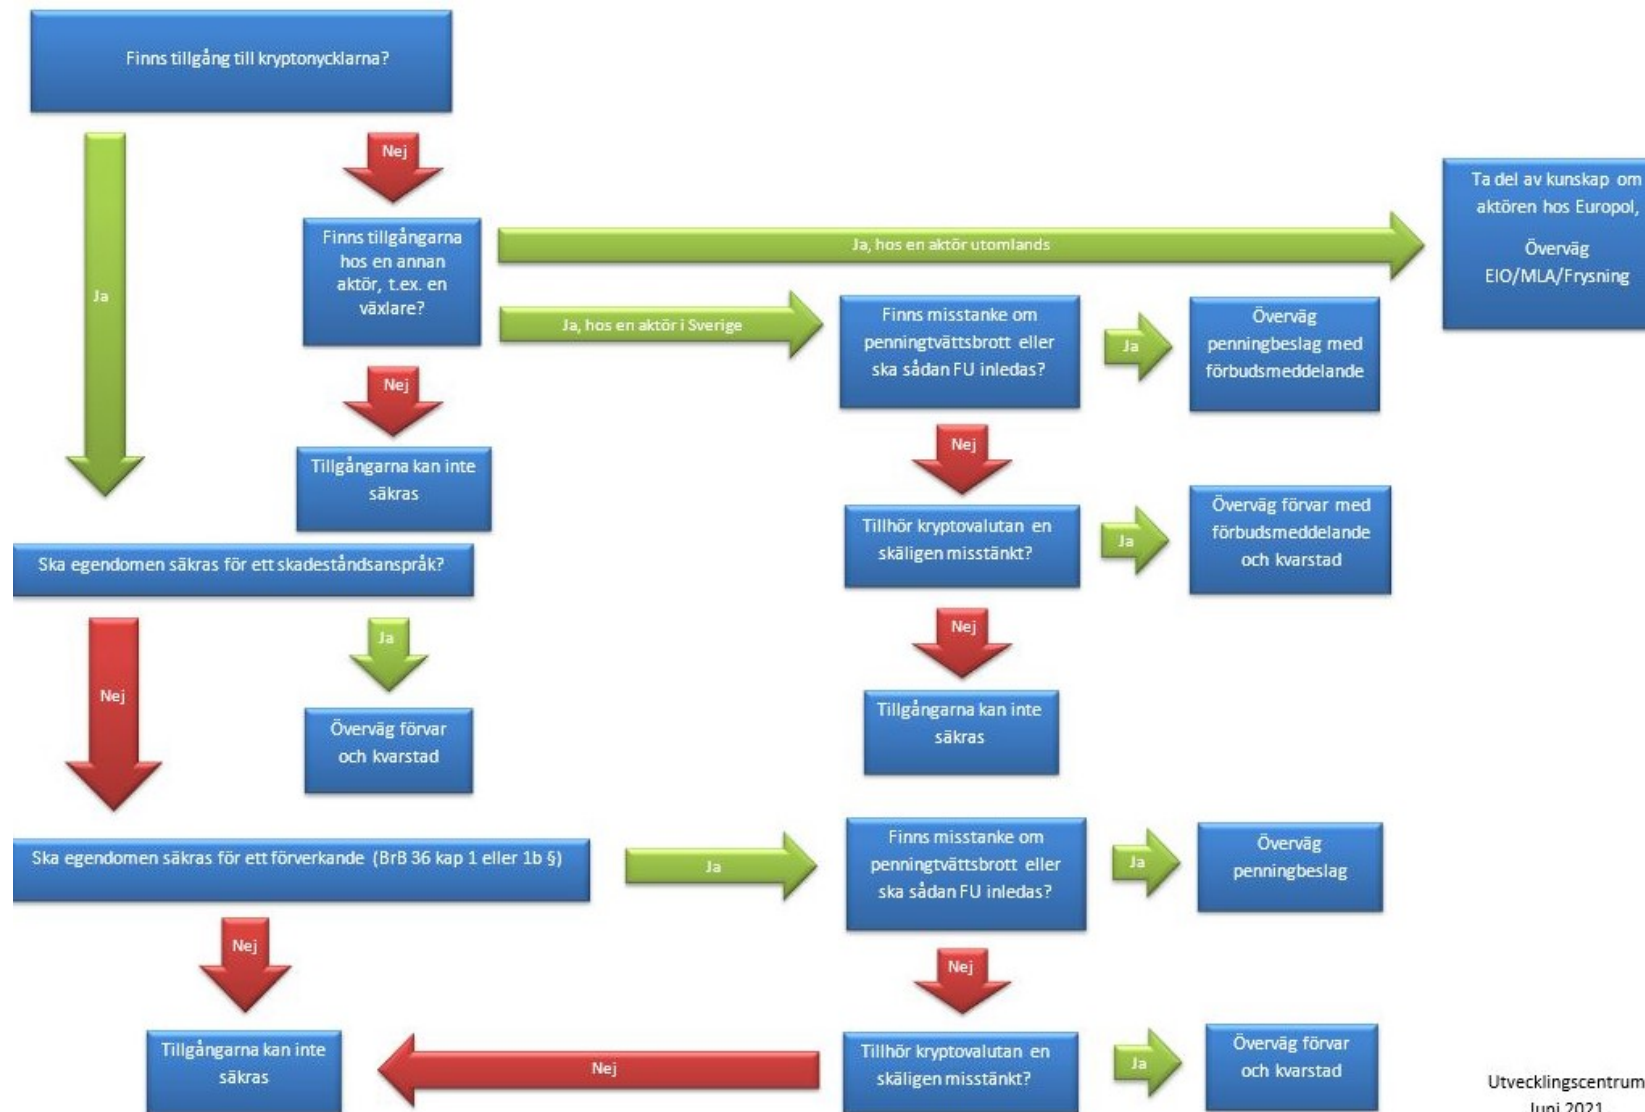 Finns tillgång till kryptonycklarna?
Ja
Nej
Finns tillgångarna
hos en annan
aktör, t.ex. en
växlare?
Ja, hos en aktör utomlands
Ta del av kunskap om
aktören hos Europol,
Överväg
EIO/MLA/Frysning
Ja, hos en aktör i Sverige
Finns misstanke om
penningtvättsbrott eller
ska sådan FU inledas?
Ja
Överväg
penningbeslag med
förbudsmeddelande
Nej
Tillgångarna kan inte
säkras
Nej
Tillhör kryptovalutan en
skäligen misstänkt?
Ja
Överväg förvar med
förbudsmeddelande
och kvarstad
Nej
Tillgångarna kan inte
säkras
Ska egendomen säkras för ett skadeståndsanspråk?
Nej
Ja
Överväg förvar
och kvarstad
Ska egendomen säkras för ett förverkande (BrB 36 kap 1 eller 1b §)
Ja
Finns misstanke om
penningtvättsbrott eller
ska sådan FU inledas?
Ja
Överväg
penningbeslag
Nej
Nej
Tillgångarna kan inte
säkras
Nej
Tillhör kryptovalutan en
skäligen misstänkt?
Ja
Överväg förvar
och kvarstad
Utvecklingscentrum
Juni 2021